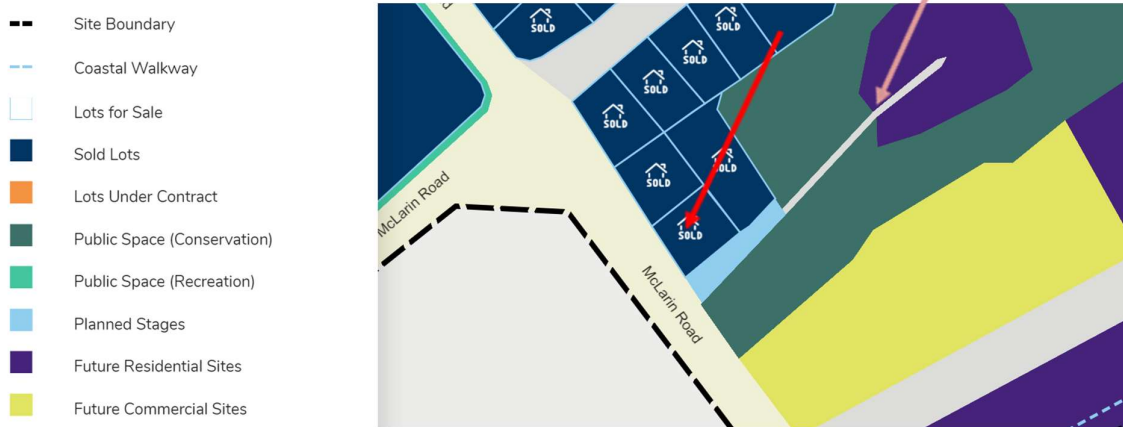 Site Boundary
Coastal Walkway
Lots for Sale
Sold Lots
Lots Under Contract
Public Space (Conservation)
Public Space (Recreation)
Planned Stages
Future Residential Sites
Future Commercial Sites
SOLD
SOLD
SOLD
SOLD
SOLD
SOLD
SOLD
SOLD
McLarin Road
McLarin Road